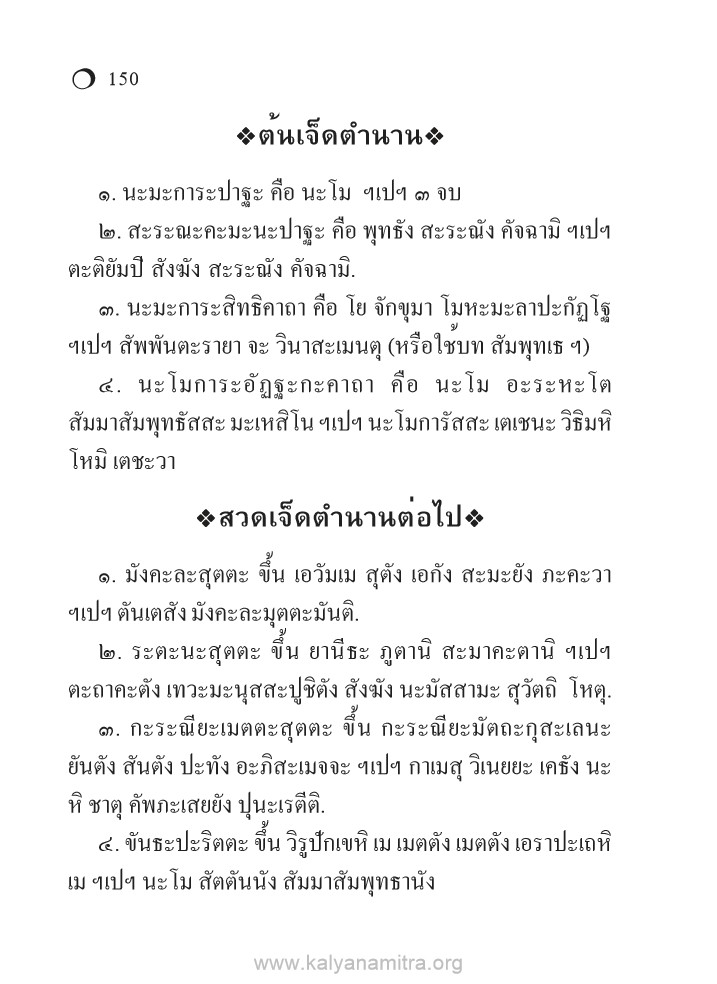 150
❖ต้นเจ็ดตำนาน❖
๑. นะมะการะปาฐะ คือ นะโม ฯเปฯ ๓ จบ
๒. สะระณะคะมะนะปาฐะ คือ พุทธัง สะระณัง คัจฉามิ ฯเปฯ
ตะติยัมปิ สังฆัง สะระณัง คัจฉามิ.
๓. นะมะการะสิทธิคาถา คือ โย จักขุมา โมหะมะลาปะกัฏโฐ
ฯเปฯ สัพพันตะรายา จะ วินาสะเมนตุ (หรือใช้บท สัมพุทเธ ฯ)
๔. นะโมการะอัฏฐะกะคาถา คือ นะโม อะระหะโต
สัมมาสัมพุทธัสสะ มะเหสิโน ฯเปฯ นะโมการัสสะ เตเชนะ วิธิมหิ
โหมิ เตชะวา
❖สวดเจ็ดตำนานต่อไป❖
๑. มังคะละสุตตะ ขึ้น เอวัมเม สุตัง เอกัง สะมะยัง ภะคะวา
ฯเปฯ ตันเตสัง มังคะละมุตตะมันติ.
๒. ระตะนะสุตตะ ขึ้น ยานีธะ ภูตานิ สะมาคะตานิ ฯเปฯ
ตะถาคะตัง เทวะมะนุสสะปูชิตัง สังฆัง นะมัสสามะ สุวัตถิ โหตุ.
๓. กะระณียะเมตตะสุตตะ ขึ้น กะระณียะมัตถะกุสะเลนะ
ยันตัง สันตัง ปะทัง อะภิสะเมจจะ ฯเปฯ กาเมสุ วิเนยยะ เคธัง นะ
หิ ชาตุ คัพภะเสยยัง ปุนะเรตีติ.
๔. ขันธะปะริตตะ ขึ้น วิรูปักเขหิ เม เมตตัง เมตตัง เอราปะเถหิ
เม ฯเปฯ นะโม สัตตันนัง สัมมาสัมพุทธานัง
www.kalyanamitra.org